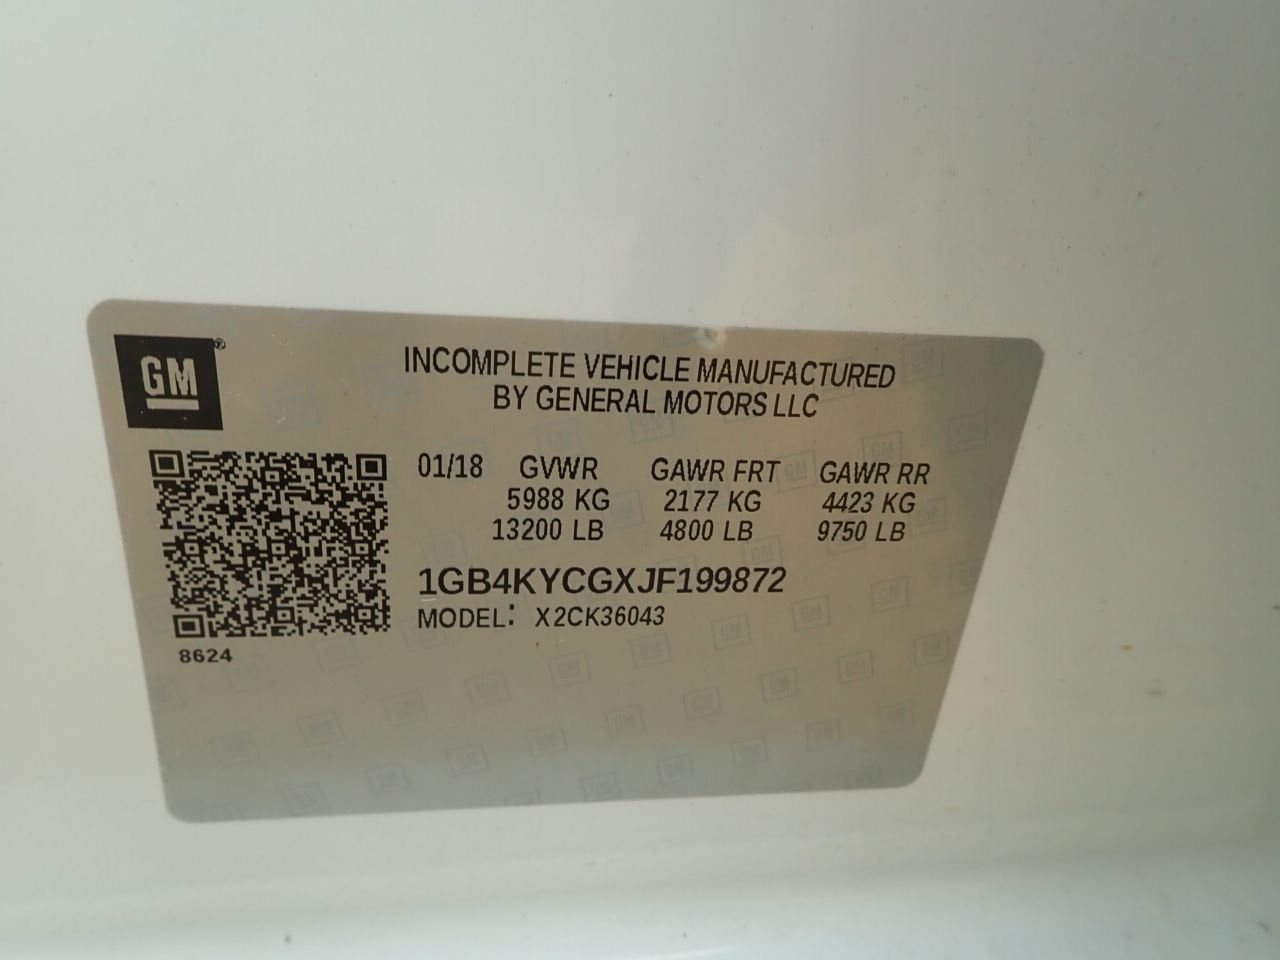 GM®
INCOMPLETE VEHICLE MANUFACTURED
BY GENERAL MOTORS LLC
01/18 GVWR GAWR FRT GAWR RR
5988 KG 2177 KG 4423 KG
13200 LB 4800 LB 9750 LB
1GB4KYCGXJF199872
MODEL: X2CK36043
8624